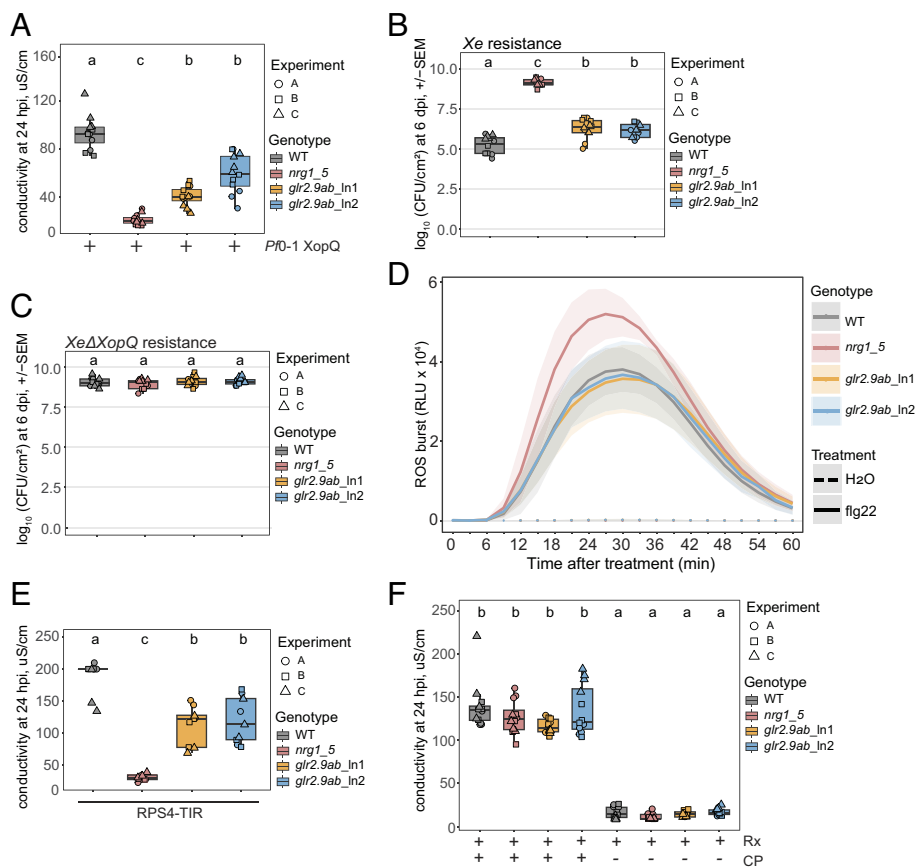 A
conductivity at 24 hpi, uS/cm
160
120
80
40
0
a c b b
+ + + + Pf0-1 XopQ
Experiment
A
B
C
Genotype
WT
nrg1_5
glr2.9ab_ln1
glr2.9ab_ln2
B
Xe resistance
log10 (CFU/cm²) at 6 dpi, +/−SEM
10.0
7.5
5.0
2.5
0.0
a c b b
Experiment
A
B
C
Genotype
WT
nrg1_5
glr2.9ab_ln1
glr2.9ab_ln2
C
XeΔXopQ resistance
log10 (CFU/cm²) at 6 dpi, +/−SEM
10.0
7.5
5.0
2.5
0.0
a a a a
Experiment
A
B
C
Genotype
WT
nrg1_5
glr2.9ab_ln1
glr2.9ab_ln2
D
ROS burst (RLU x 10⁴)
6
4
2
0
0 6 12 18 24 30 36 42 48 54 60
Time after treatment (min)
Genotype
WT
nrg1_5
glr2.9ab_ln1
glr2.9ab_ln2
Treatment
H2O
flg22
E
conductivity at 24 hpi, uS/cm
250
200
150
100
50
0
a c b b
RPS4-TIR
Experiment
A
B
C
Genotype
WT
nrg1_5
glr2.9ab_ln1
glr2.9ab_ln2
F
conductivity at 24 hpi, uS/cm
250
200
150
100
50
0
b b b b a a a a
+ + + + + + + + Rx
+ + + + - - - - CP
Experiment
A
B
C
Genotype
WT
nrg1_5
glr2.9ab_ln1
glr2.9ab_ln2